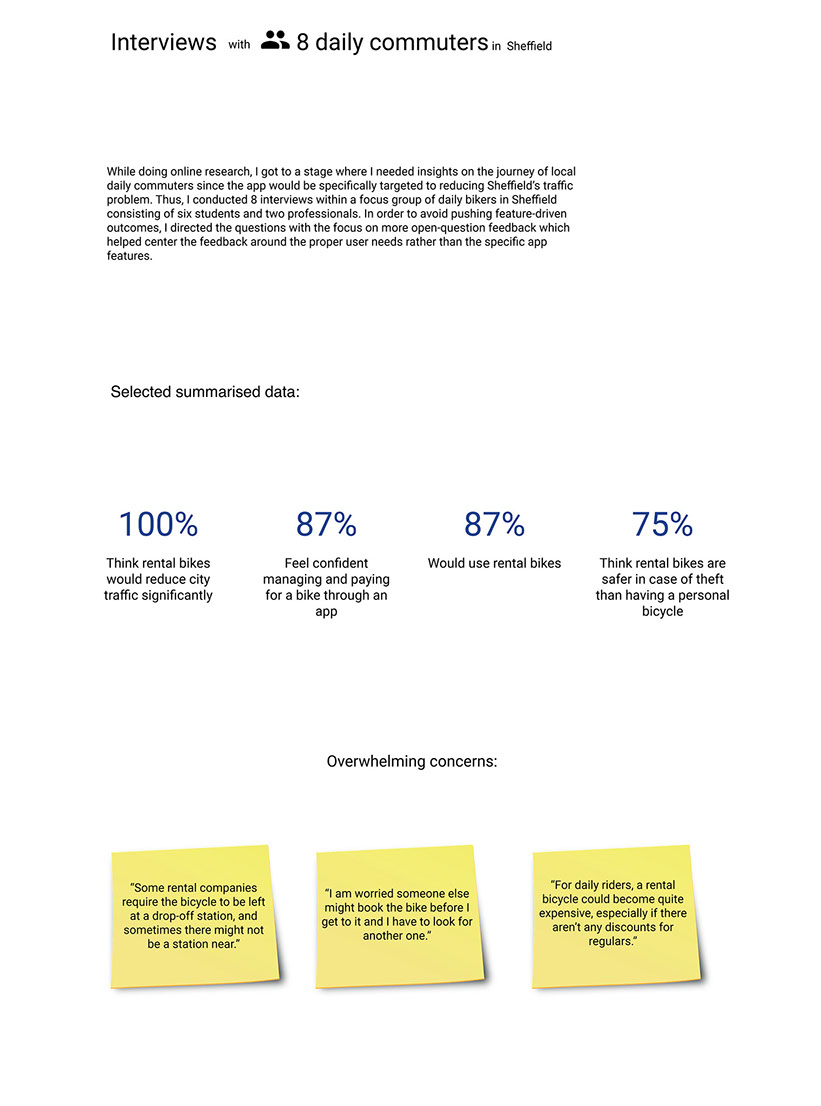 Interviews with 8 daily commuters in Sheffield
While doing online research, I got to a stage where I needed insights on the journey of local
daily commuters since the app would be specifically targeted to reducing Sheffield's traffic
problem. Thus, I conducted 8 interviews within a focus group of daily bikers in Sheffield
consisting of six students and two professionals. In order to avoid pushing feature-driven
outcomes, I directed the questions with the focus on more open-question feedback which
helped center the feedback around the proper user needs rather than the specific app
features.
Selected summarised data:
100%
Think rental bikes
would reduce city
traffic significantly
87%
Feel confident
managing and paying
for a bike through an
app
87%
Would use rental bikes
75%
Think rental bikes are
safer in case of theft
than having a personal
bicycle
Overwhelming concerns:
“Some rental companies
require the bicycle to be left
at a drop-off station, and
sometimes there might not
be a station near.”
“I am worried someone else
might book the bike before I
get to it and I have to look for
another one.”
“For daily riders, a rental
bicycle could become quite
expensive, especially if there
aren't any discounts for
regulars.”